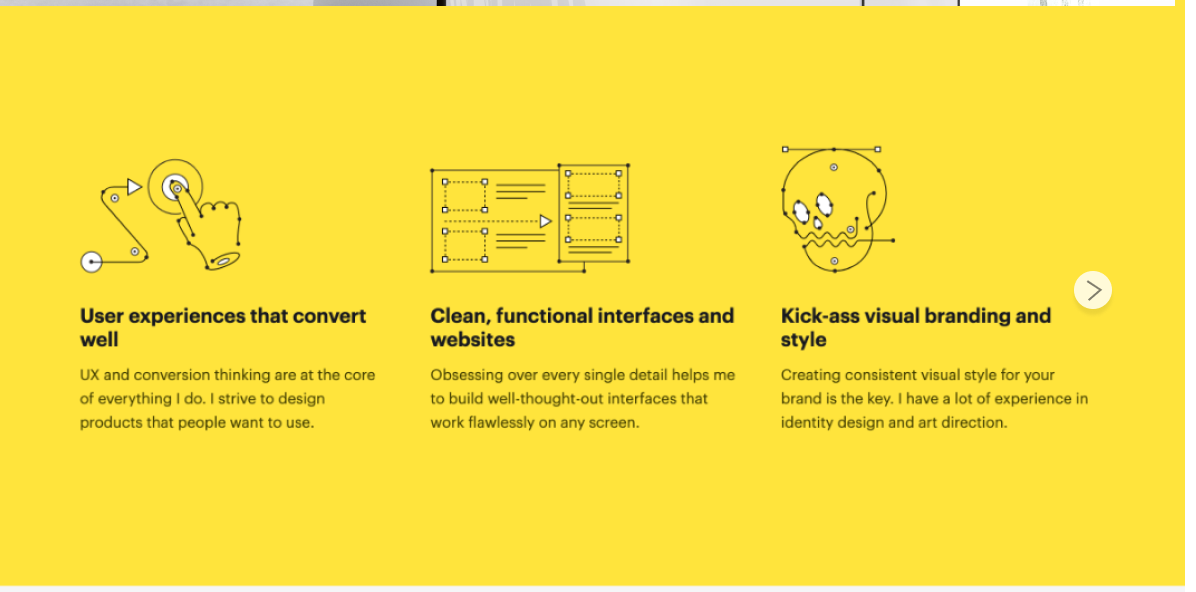 User experiences that convert
well
UX and conversion thinking are at the core
of everything I do. I strive to design
products that people want to use.
Clean, functional interfaces and
websites
Obsessing over every single detail helps me
to build well-thought-out interfaces that
work flawlessly on any screen.
Kick-ass visual branding and
style
Creating consistent visual style for your
brand is the key. I have a lot of experience in
identity design and art direction.